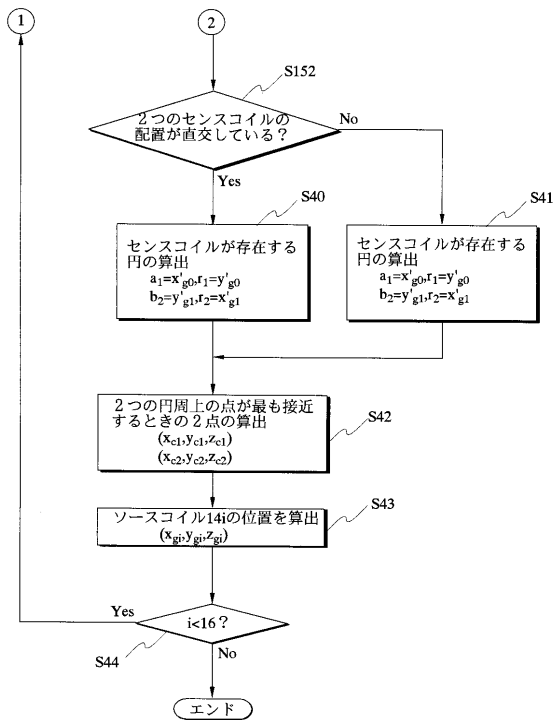 1
2
S152
2つのセンスコイルの
配置が直交している?
No
Yes
S40
センスコイルが存在する
円の算出
a1=x'g0,r1=y'g0
b2=y'g1,r2=x'g1
S41
センスコイルが存在する
円の算出
a1=x'g0,r1=y'g0
b2=y'g1,r2=x'g1
S42
2つの円周上の点が最も接近
するときの2点の算出
(xc1,yc1,zc1)
(xc2,yc2,zc2)
S43
ソースコイル14iの位置を算出
(xgi,ygi,zgi)
Yes
i<16?
S44
No
エンド